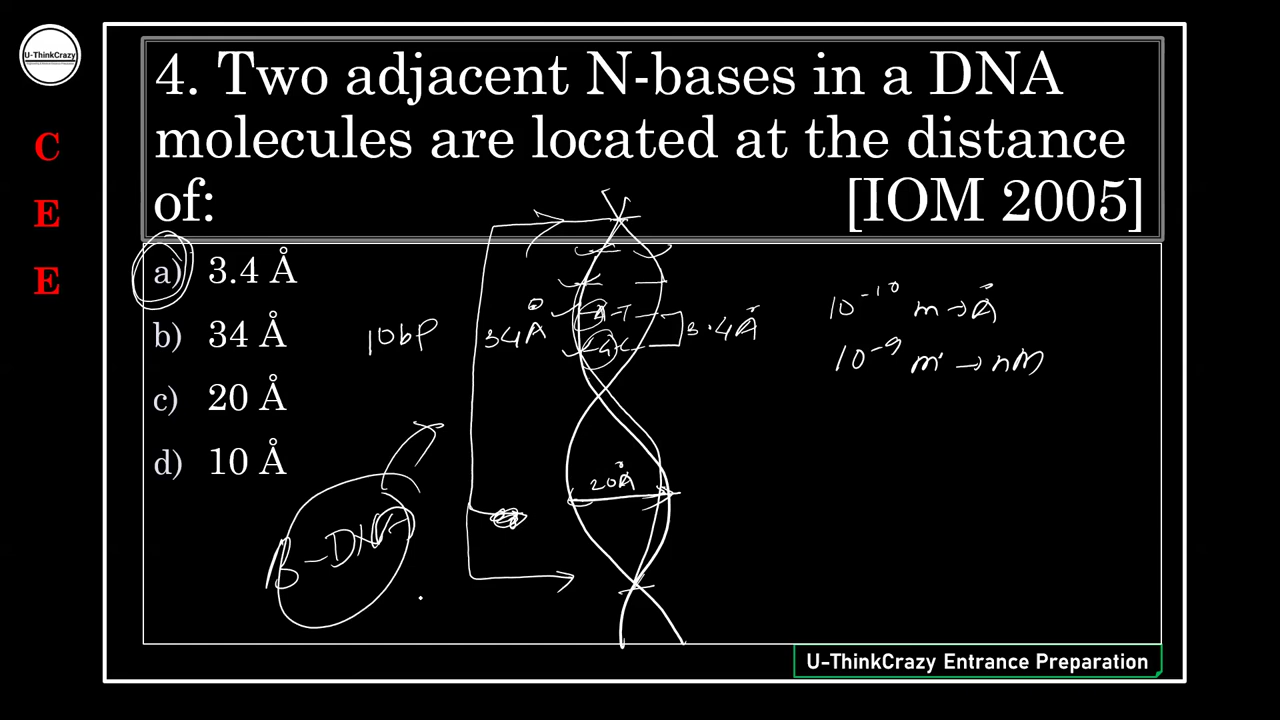 U-ThinkCrazy
C
E
E
4. Two adjacent N-bases in a DNA
molecules are located at the distance
of: [IOM 2005]
a) 3.4 Å
b) 34 Å
c) 20 Å
d) 10 Å
10bp
34Å
A-T
G
3.4Å
20Å
B-DNA
10⁻¹⁰ m → Å
10⁻⁹ m → nm
U-ThinkCrazy Entrance Preparation